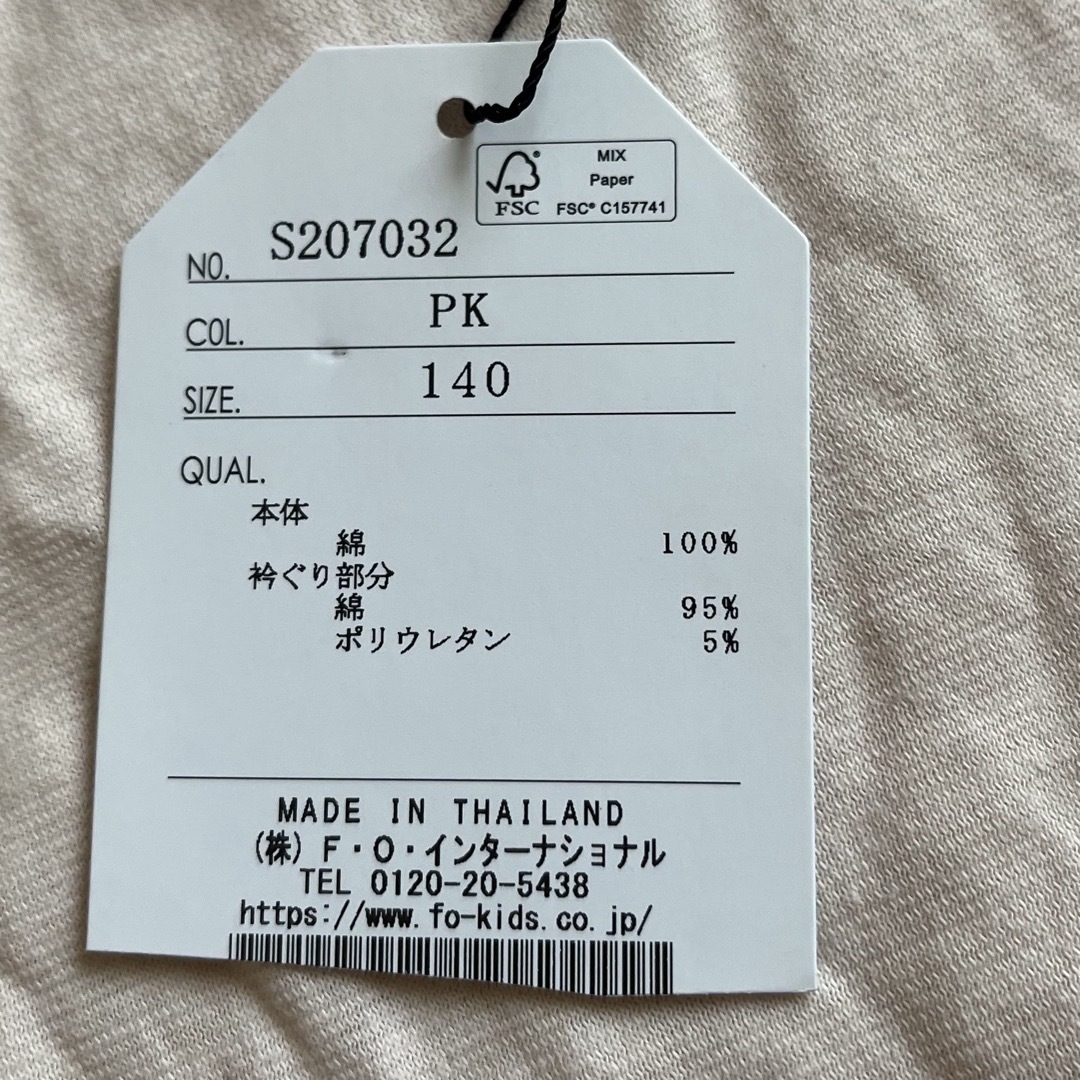 MIX
Paper
FSC® FSC® C157741
NO. S207032
COL. PK
SIZE. 140
QUAL.
本体
綿 100%
衿ぐり部分
綿 95%
ポリウレタン 5%
MADE IN THAILAND
(株) F・O・インターナショナル
TEL 0120-20-5438
https://www.fo-kids.co.jp/